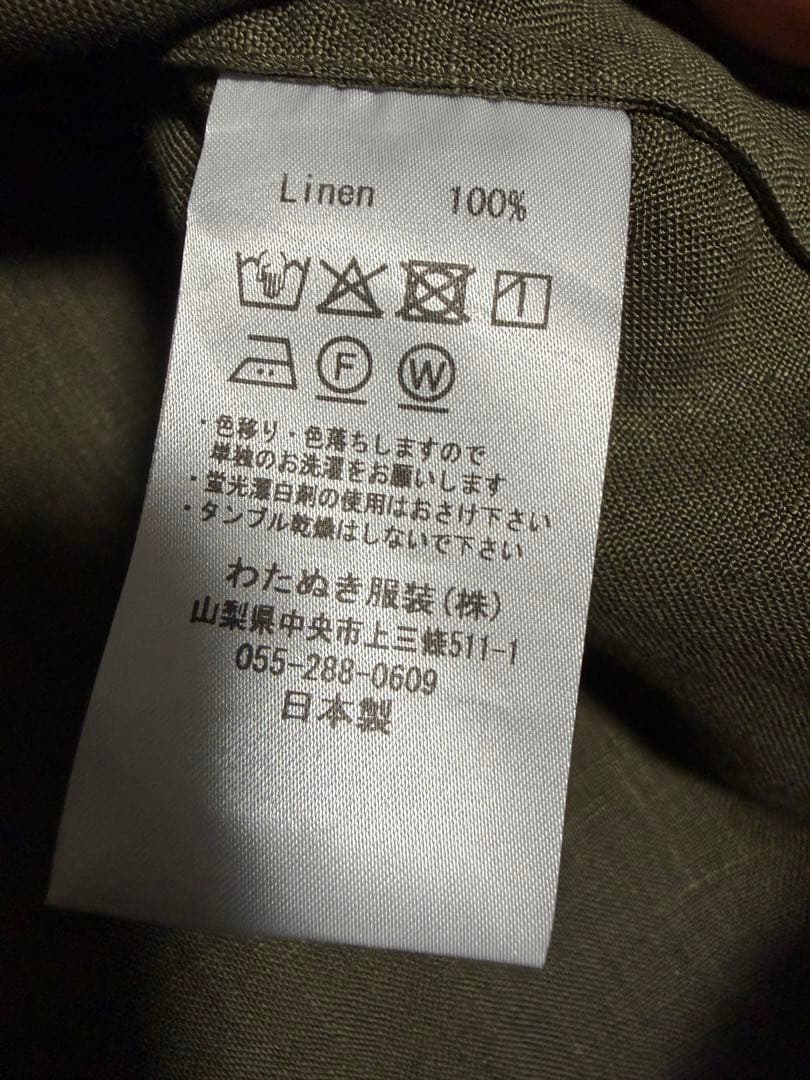 Linen 100%
F W
・色移り・色落ちしますので
単独のお洗濯をお願いします
・蛍光濯白剤の使用はおさけ下さい
・タンブル乾燥はしないで下さい
わたぬき服装(株)
山梨県中央市上三條511-1
055-288-0609
日本製